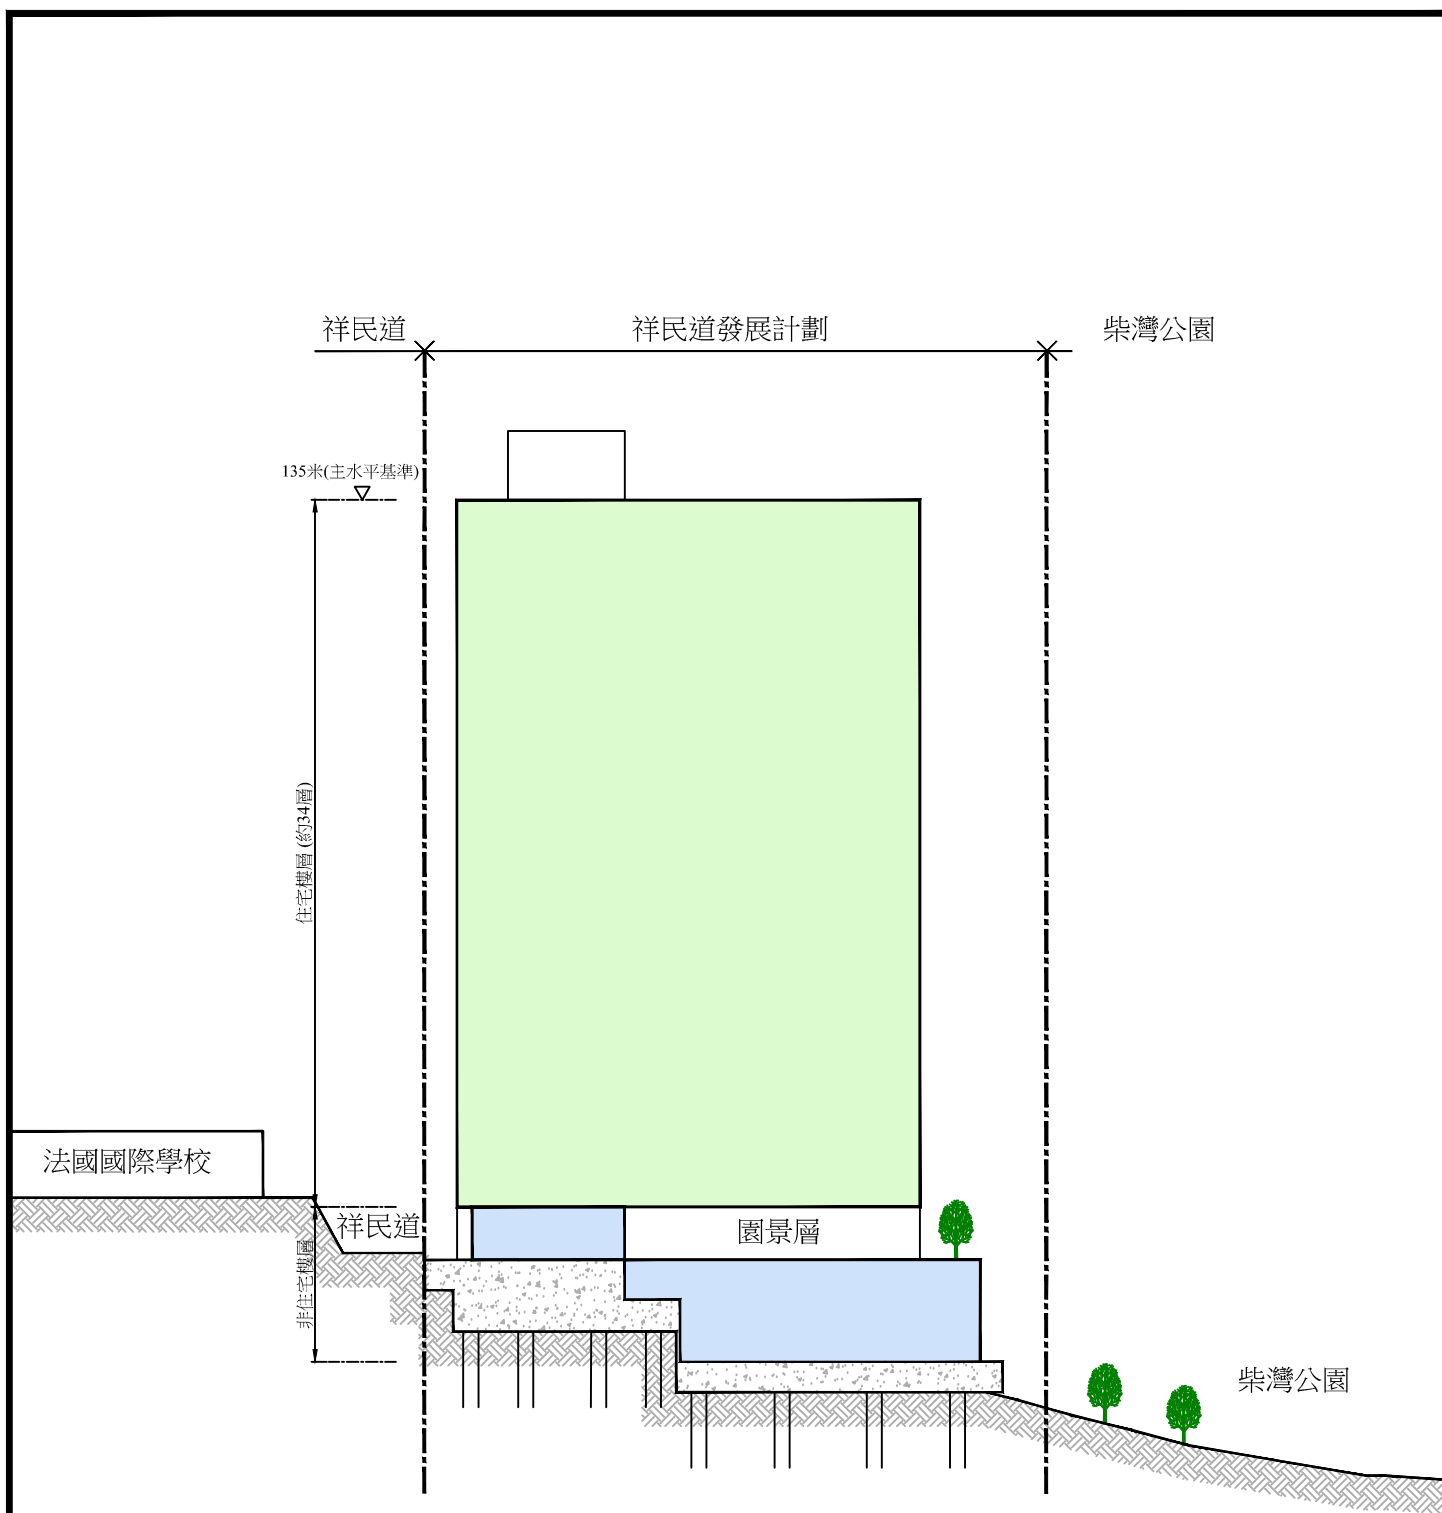 祥民道
祥民道發展計劃
柴灣公園
135米(主水平基準)
住宅樓層 (約34層)
法國國際學校
祥民道
園景層
非住宅樓層
柴灣公園